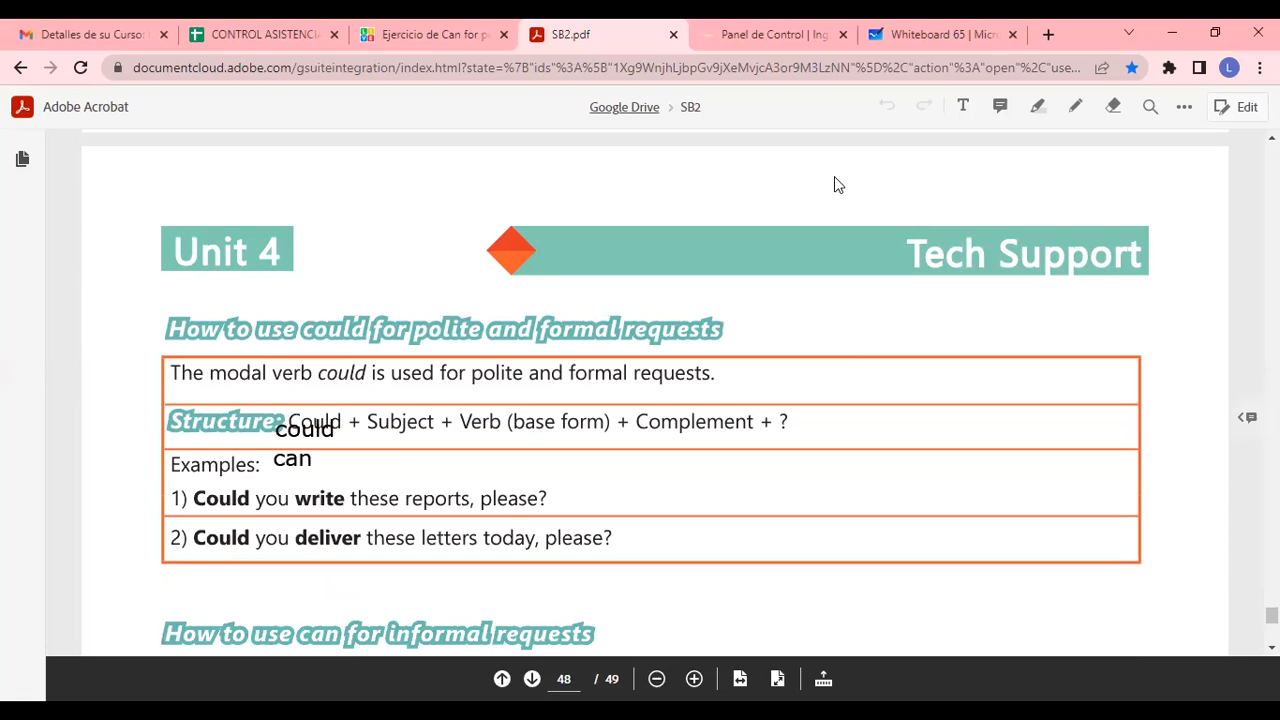 Detalles de su Curso:
CONTROL ASISTENCI
Ejercicio de Can for p
SB2.pdf
Panel de Control | Ing
Whiteboard 65 | Micr
documentcloud.adobe.com/gsuiteintegration/index.html?state=%7B"ids"%3A%5B"1Xg9WnjhLjbpGv9jXeMvjcA3or9M3LzNN"%5D%2C"action"%3A"open"%2C"use...
L
Adobe Acrobat
Google Drive > SB2
T
Edit
Unit 4
Tech Support
How to use could for polite and formal requests
The modal verb could is used for polite and formal requests.
Structure: Could + Subject + Verb (base form) + Complement + ?
could
can
Examples:
1) Could you write these reports, please?
2) Could you deliver these letters today, please?
How to use can for informal requests
48 / 49